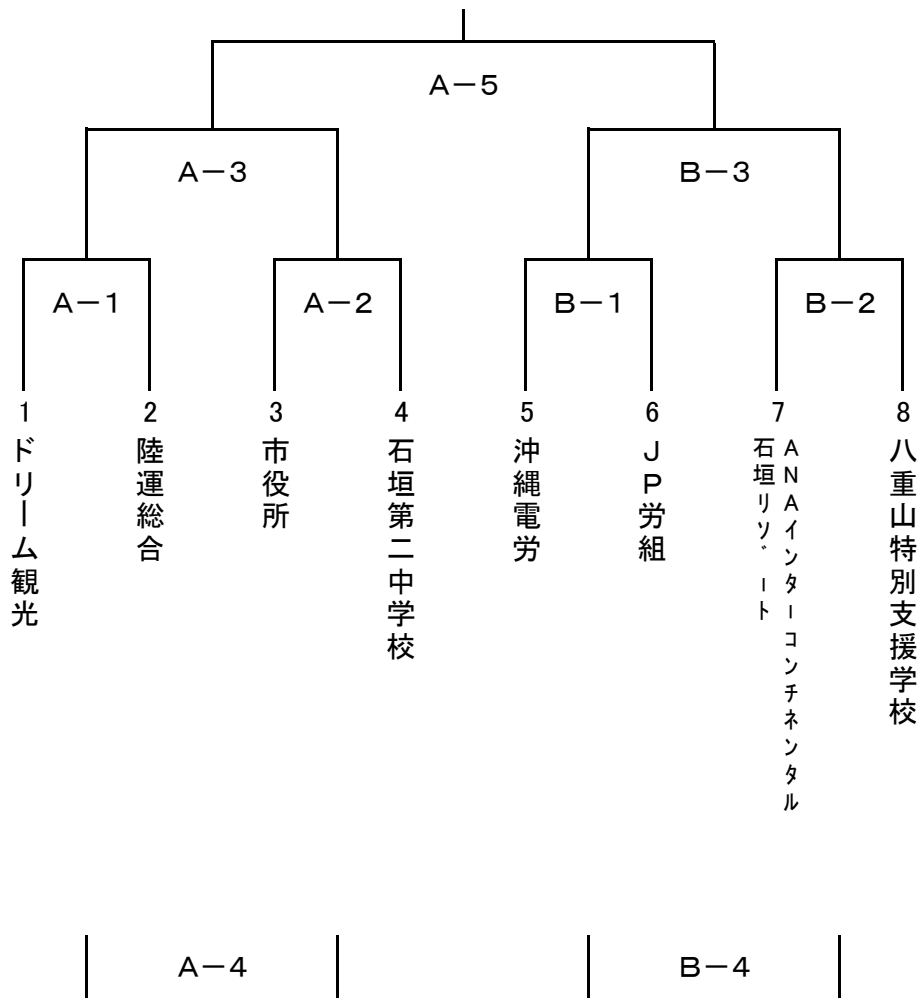 A－5
A－3
B－3
A－1
A－2
B－1
B－2
1
2
3
4
5
6
7
8
ドリーム観光
陸運総合
市役所
石垣第二中学校
沖縄電労
JP労組
ANAインターコンチネンタル
石垣リゾート
八重山特別支援学校
A－4
B－4